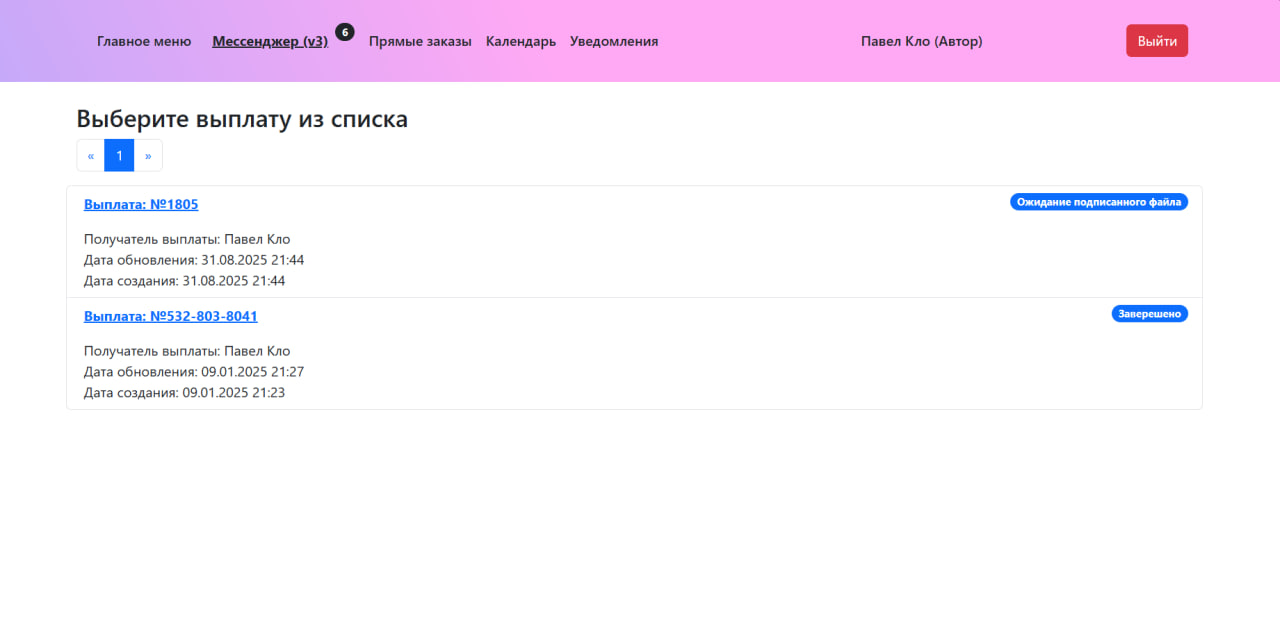 Главное меню Мессенджер (v3) 6 Прямые заказы Календарь Уведомления Павел Кло (Автор) Выйти
Выберите выплату из списка
« 1 »
Выплата: №1805 Ожидание подписанного файла
Получатель выплаты: Павел Кло
Дата обновления: 31.08.2025 21:44
Дата создания: 31.08.2025 21:44
Выплата: №532-803-8041 Заверешено
Получатель выплаты: Павел Кло
Дата обновления: 09.01.2025 21:27
Дата создания: 09.01.2025 21:23